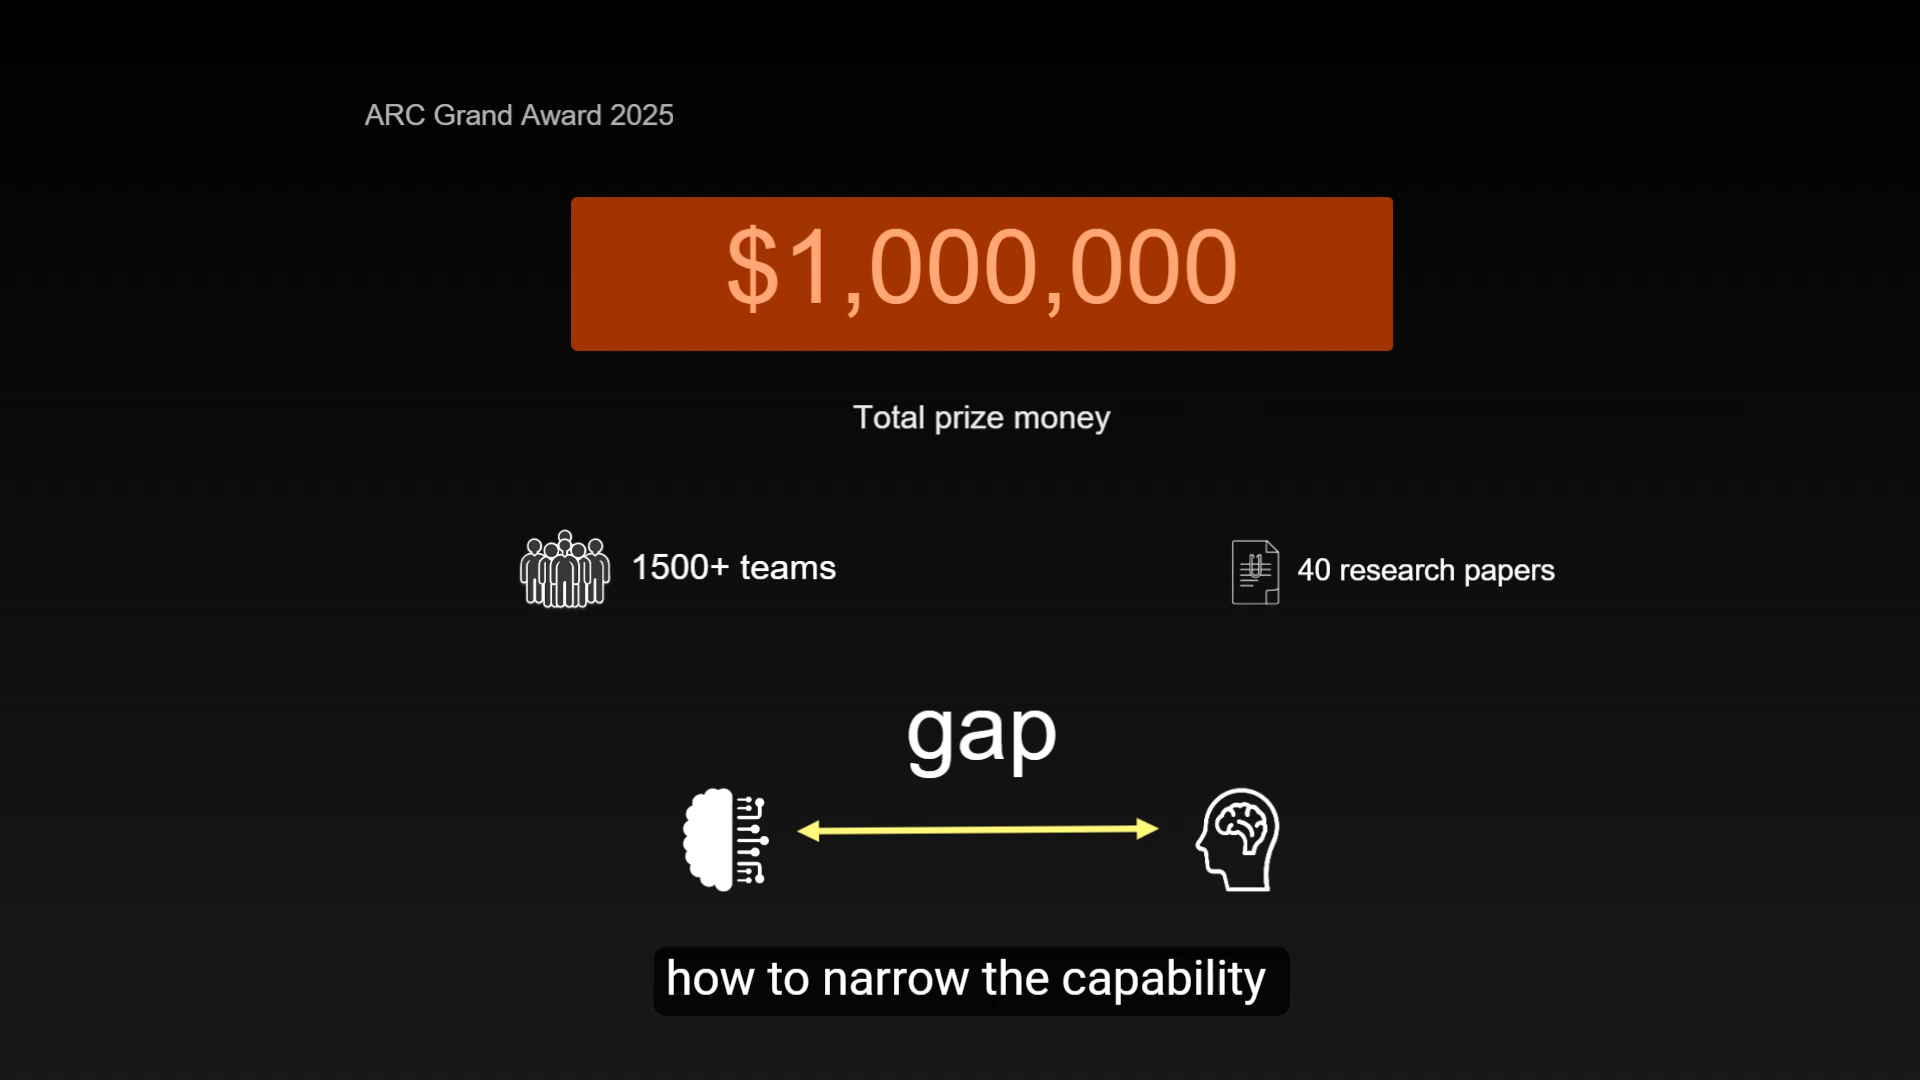 ARC Grand Award 2025
$1,000,000
Total prize money
1500+ teams
40 research papers
gap
how to narrow the capability